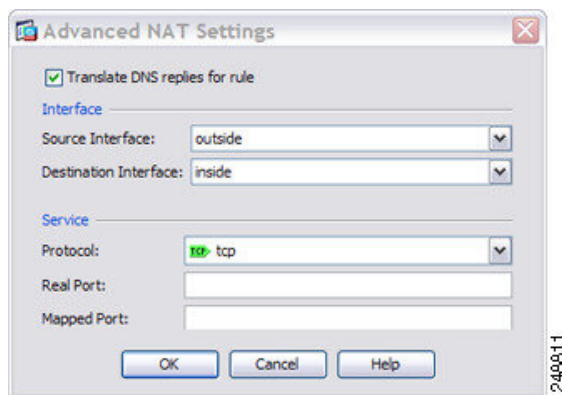 Advanced NAT Settings
Translate DNS replies for rule
Interface
Source Interface: outside
Destination Interface: inside
Service
Protocol: TCP tcp
Real Port:
Mapped Port:
OK Cancel Help
248811